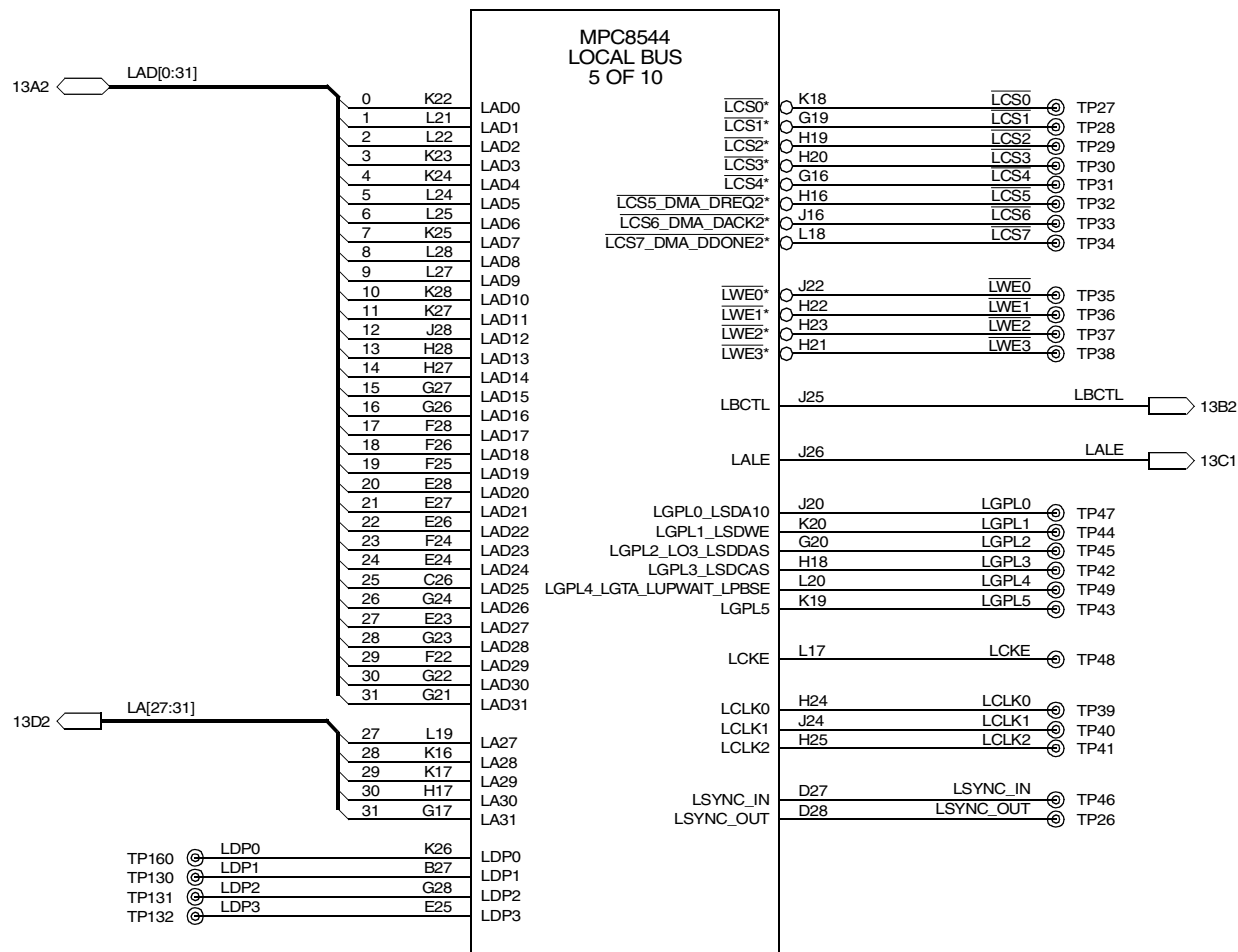 MPC8544
LOCAL BUS
5 OF 10
13A2 LAD[0:31]
0 K22 LAD0
1 L21 LAD1
2 L22 LAD2
3 K23 LAD3
4 K24 LAD4
5 L24 LAD5
6 L25 LAD6
7 K25 LAD7
8 L28 LAD8
9 L27 LAD9
10 K28 LAD10
11 K27 LAD11
12 J28 LAD12
13 H28 LAD13
14 H27 LAD14
15 G27 LAD15
16 G26 LAD16
17 F28 LAD17
18 F26 LAD18
19 F25 LAD19
20 E28 LAD20
21 E27 LAD21
22 E26 LAD22
23 F24 LAD23
24 E24 LAD24
25 C26 LAD25
26 G24 LAD26
27 E23 LAD27
28 G23 LAD28
29 F22 LAD29
30 G22 LAD30
31 G21 LAD31
13D2 LA[27:31]
27 L19 LA27
28 K16 LA28
29 K17 LA29
30 H17 LA30
31 G17 LA31
TP160 LDP0 K26 LDP0
TP130 LDP1 B27 LDP1
TP131 LDP2 G28 LDP2
TP132 LDP3 E25 LDP3
LCS0* K18 LCS0 TP27
LCS1* G19 LCS1 TP28
LCS2* H19 LCS2 TP29
LCS3* H20 LCS3 TP30
LCS4* G16 LCS4 TP31
LCS5_DMA_DREQ2* H16 LCS5 TP32
LCS6_DMA_DACK2* J16 LCS6 TP33
LCS7_DMA_DDONE2* L18 LCS7 TP34
LWE0* J22 LWE0 TP35
LWE1* H22 LWE1 TP36
LWE2* H23 LWE2 TP37
LWE3* H21 LWE3 TP38
LBCTL J25 LBCTL 13B2
LALE J26 LALE 13C1
LGPL0_LSDA10 J20 LGPL0 TP47
LGPL1_LSDWE K20 LGPL1 TP44
LGPL2_LO3_LSDDAS G20 LGPL2 TP45
LGPL3_LSDCAS H18 LGPL3 TP42
LGPL4_LGTA_LUPWAIT_LPBSE L20 LGPL4 TP49
LGPL5 K19 LGPL5 TP43
LCKE L17 LCKE TP48
LCLK0 H24 LCLK0 TP39
LCLK1 J24 LCLK1 TP40
LCLK2 H25 LCLK2 TP41
LSYNC_IN D27 LSYNC_IN TP46
LSYNC_OUT D28 LSYNC_OUT TP26